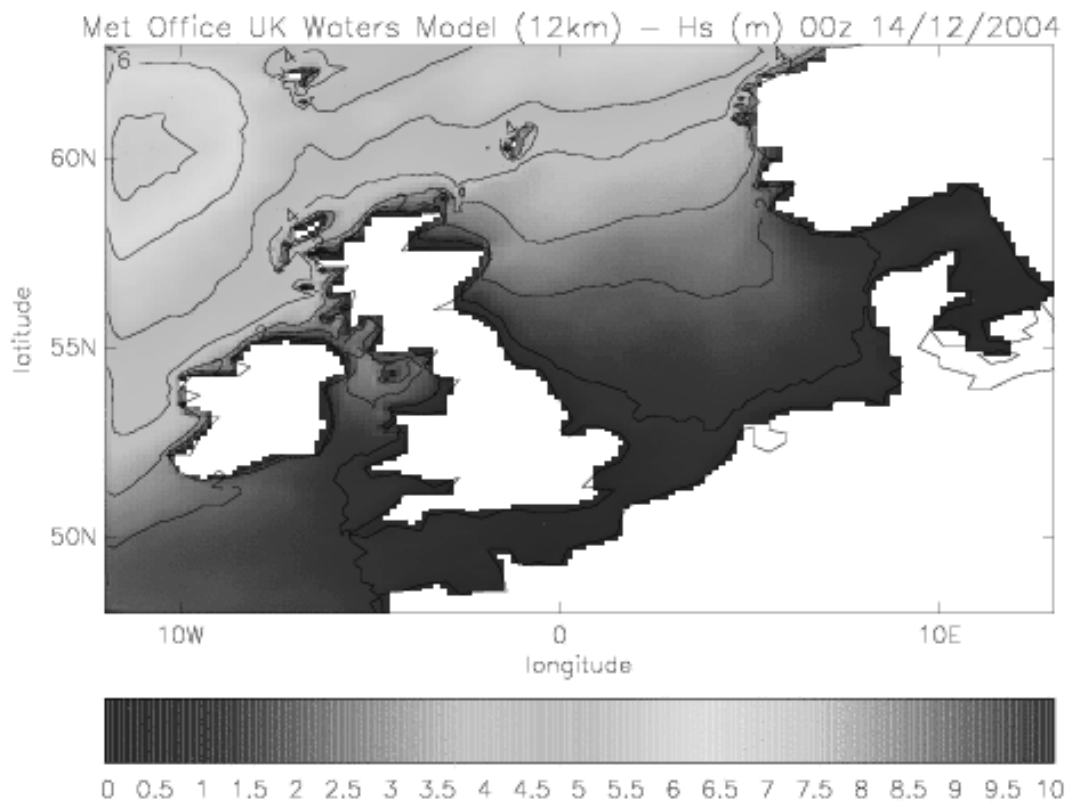 Met Office UK Waters Model (12km) – Hs (m) 00z 14/12/2004
6
60N
55N
50N
latitude
2
10W 0 10E
longitude
0 0.5 1 1.5 2 2.5 3 3.5 4 4.5 5 5.5 6 6.5 7 7.5 8 8.5 9 9.5 10